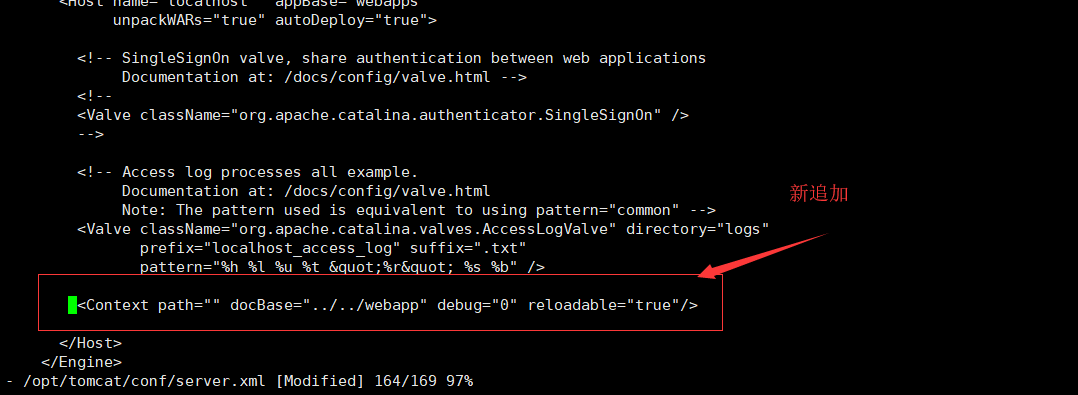 <Host name="localhost" appBase="webapps"
unpackWARs="true" autoDeploy="true">
<!-- SingleSignOn valve, share authentication between web applications
Documentation at: /docs/config/valve.html -->
<!--
<Valve className="org.apache.catalina.authenticator.SingleSignOn" />
-->
<!-- Access log processes all example.
Documentation at: /docs/config/valve.html
Note: The pattern used is equivalent to using pattern="common" -->
新追加
<Valve className="org.apache.catalina.valves.AccessLogValve" directory="logs"
prefix="localhost_access_log" suffix=".txt"
pattern="%h %l %u %t &quot;%r&quot; %s %b" />
<Context path="" docBase="../../webapp" debug="0" reloadable="true"/>
</Host>
</Engine>
- /opt/tomcat/conf/server.xml [Modified] 164/169 97%